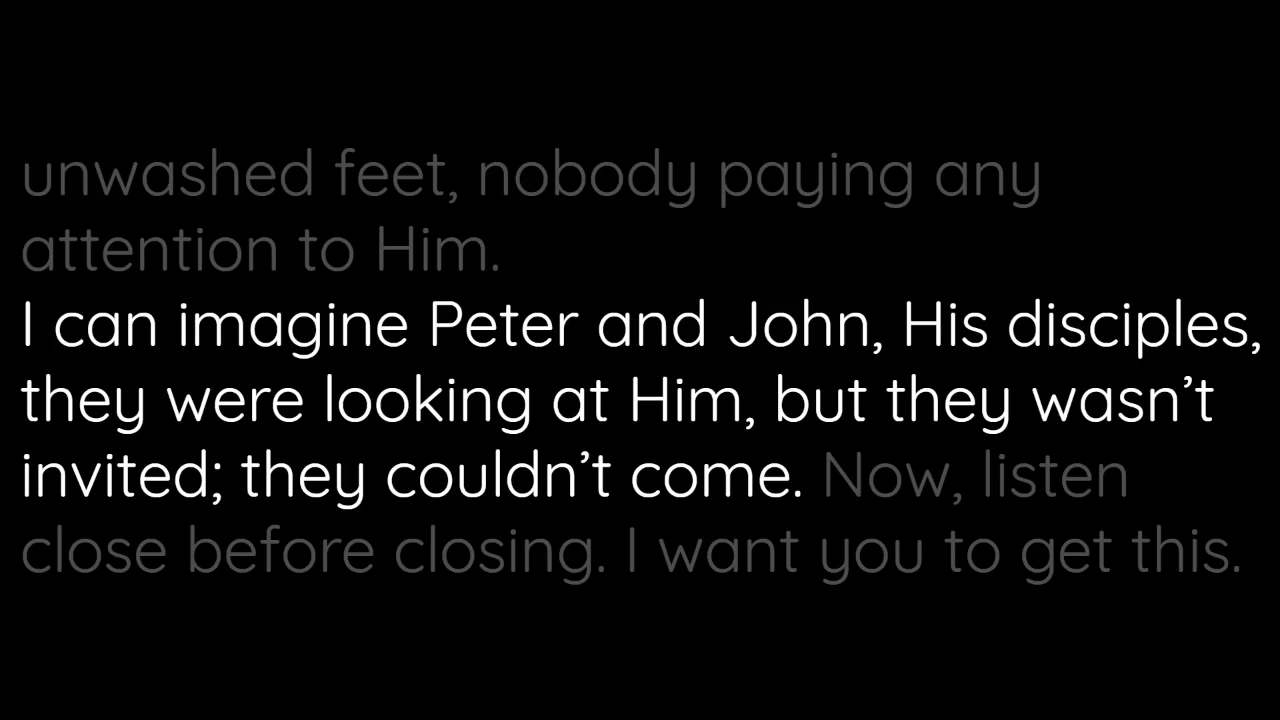 unwashed feet, nobody paying any
attention to Him.
I can imagine Peter and John, His disciples,
they were looking at Him, but they wasn’t
invited; they couldn’t come. Now, listen
close before closing. I want you to get this.